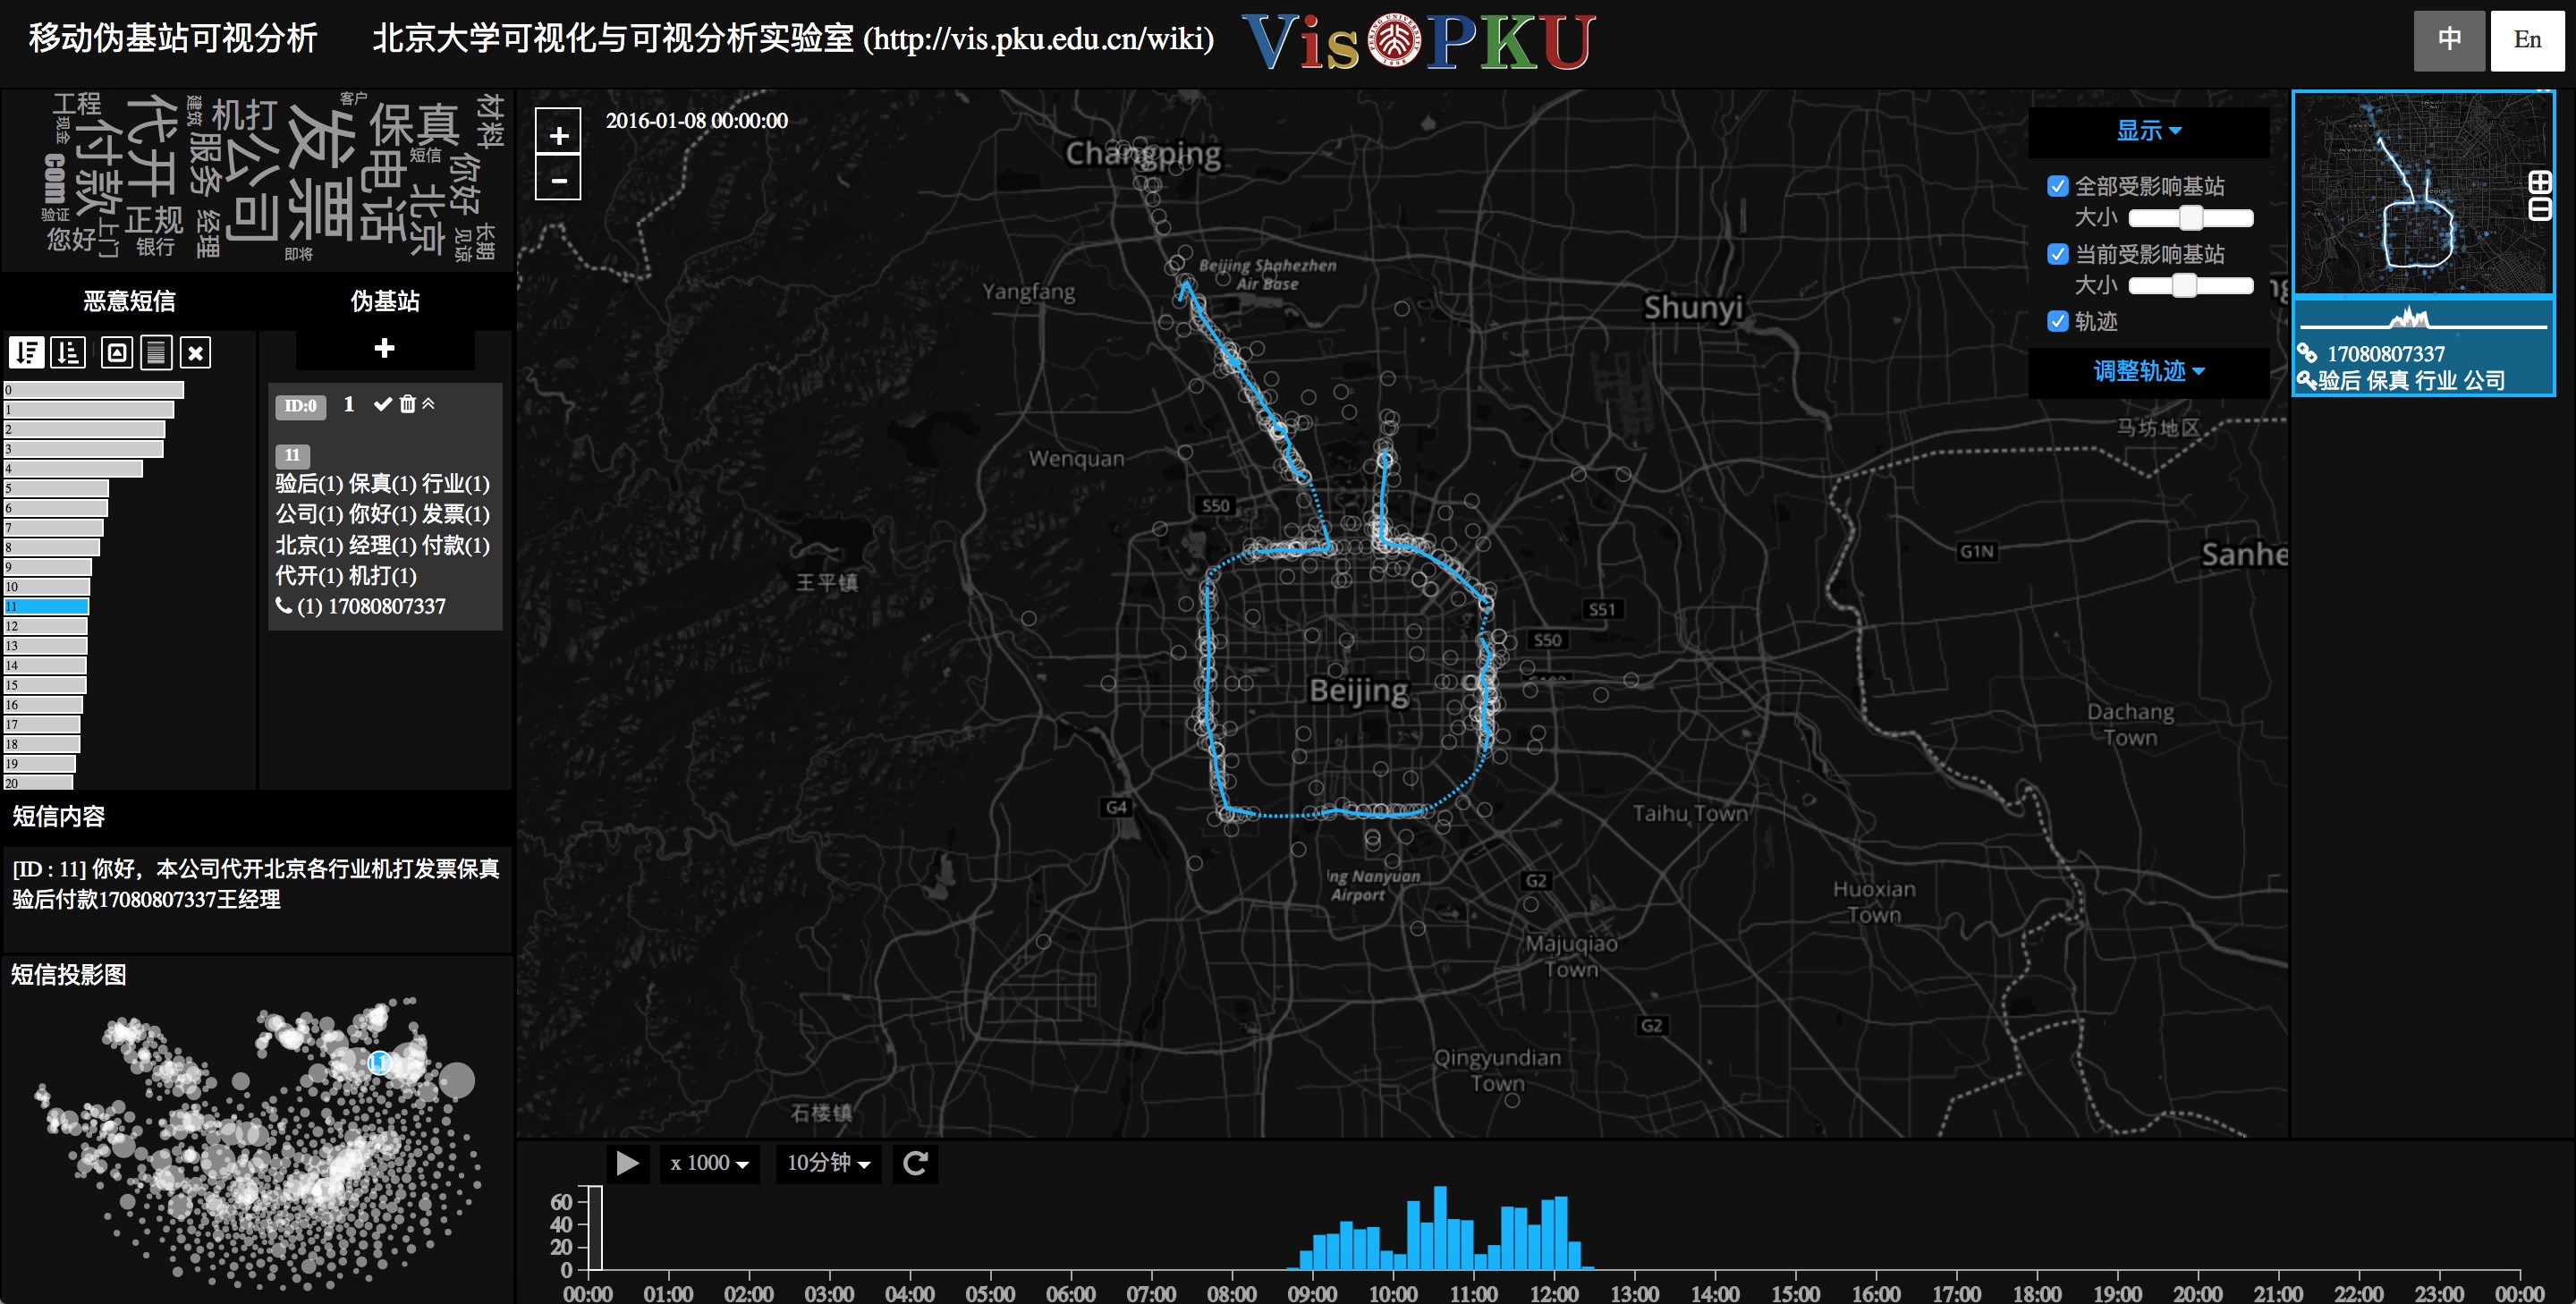 移动伪基站可视分析
北京大学可视化与可视分析实验室 (http://vis.pku.edu.cn/wiki)
VisPKU
中
En
工程
代开
建筑
机打
客户
发票
保真
材料
现金
付款
服务
公司
短信
电话
你好
com
北京
验证
正规
经理
长期
您好
上门
银行
即将
见谅
恶意短信
伪基站
0
1
2
3
4
5
6
7
8
9
10
11
12
13
14
15
16
17
18
19
20
ID:0 1
11
验后(1) 保真(1) 行业(1)
公司(1) 你好(1) 发票(1)
北京(1) 经理(1) 付款(1)
代开(1) 机打(1)
(1) 17080807337
短信内容
[ID : 11] 你好，本公司代开北京各行业机打发票保真
验后付款17080807337王经理
短信投影图
11
+
−
2016-01-08 00:00:00
Changping
Beijing Shahezhen
Air Base
Yangfang
Shunyi
Wenquan
S50
马坊地区
G1N
Sanhe
王平镇
S51
S50
Beijing
Dachang
Town
G4
Taihu Town
ng Nanyuan
Airport
G2
Huoxian
Town
Majuqiao
Town
G2
Qingyundian
Town
石楼镇
显示
全部受影响基站
大小
当前受影响基站
大小
轨迹
调整轨迹
17080807337
验后 保真 行业 公司
x 1000
10分钟
60
40
20
0
00:00 01:00 02:00 03:00 04:00 05:00 06:00 07:00 08:00 09:00 10:00 11:00 12:00 13:00 14:00 15:00 16:00 17:00 18:00 19:00 20:00 21:00 22:00 23:00 00:00